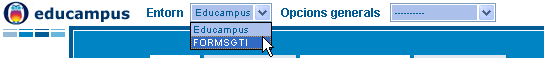 educampus Entorn Educampus Opcions generals ----------
Educampus
FORMSGTI